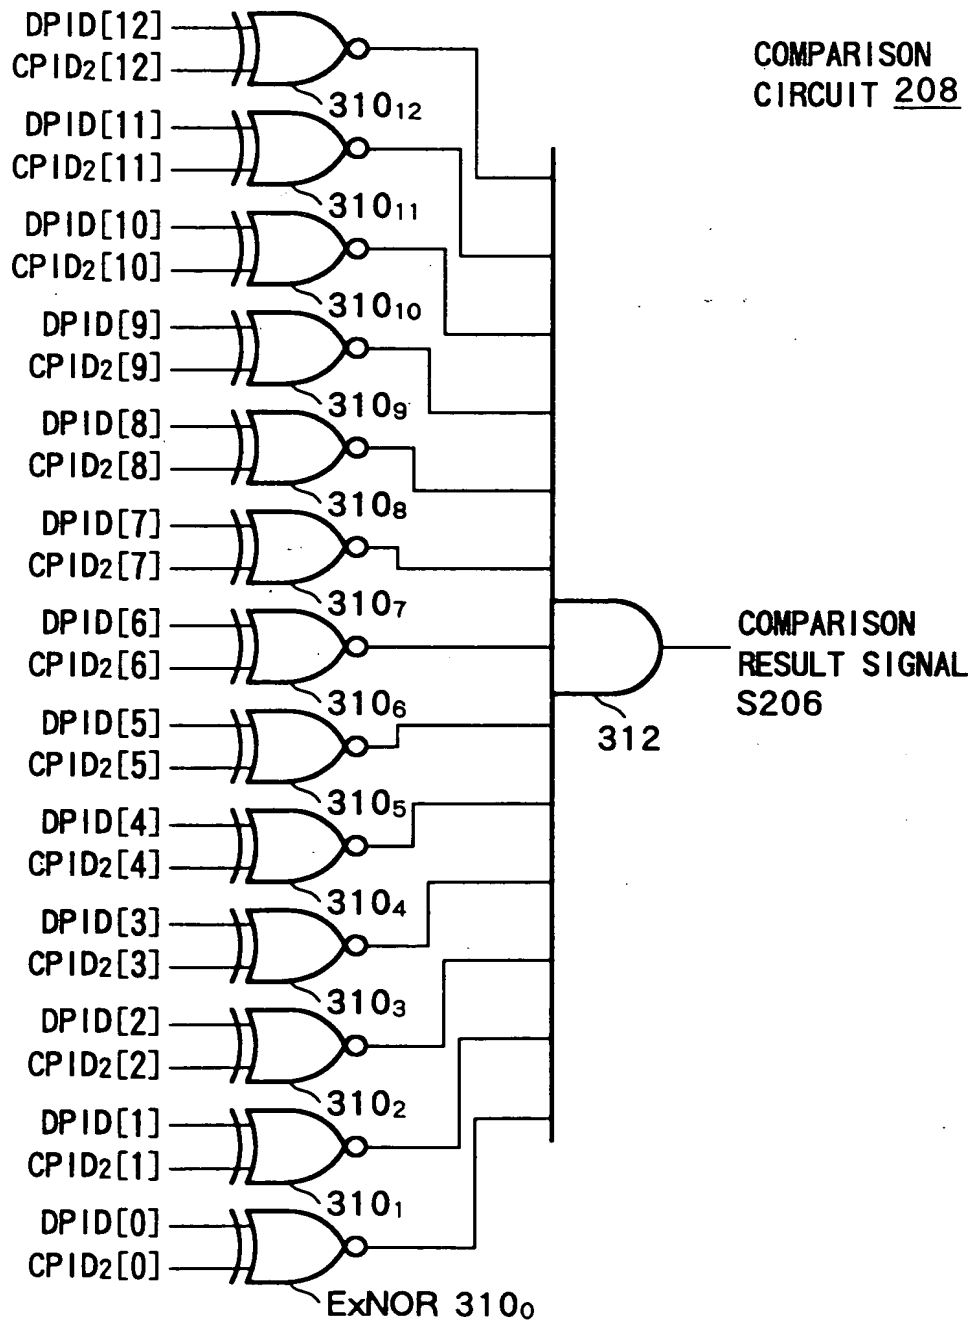 DPID[12]
CPID2[12]
COMPARISON
CIRCUIT 208
310₁₂
DPID[11]
CPID2[11]
310₁₁
DPID[10]
CPID2[10]
310₁₀
DPID[9]
CPID2[9]
310₉
DPID[8]
CPID2[8]
310₈
DPID[7]
CPID2[7]
310₇
DPID[6]
CPID2[6]
COMPARISON
RESULT SIGNAL
S206
310₆
312
DPID[5]
CPID2[5]
310₅
DPID[4]
CPID2[4]
310₄
DPID[3]
CPID2[3]
310₃
DPID[2]
CPID2[2]
310₂
DPID[1]
CPID2[1]
310₁
DPID[0]
CPID2[0]
ExNOR 310₀